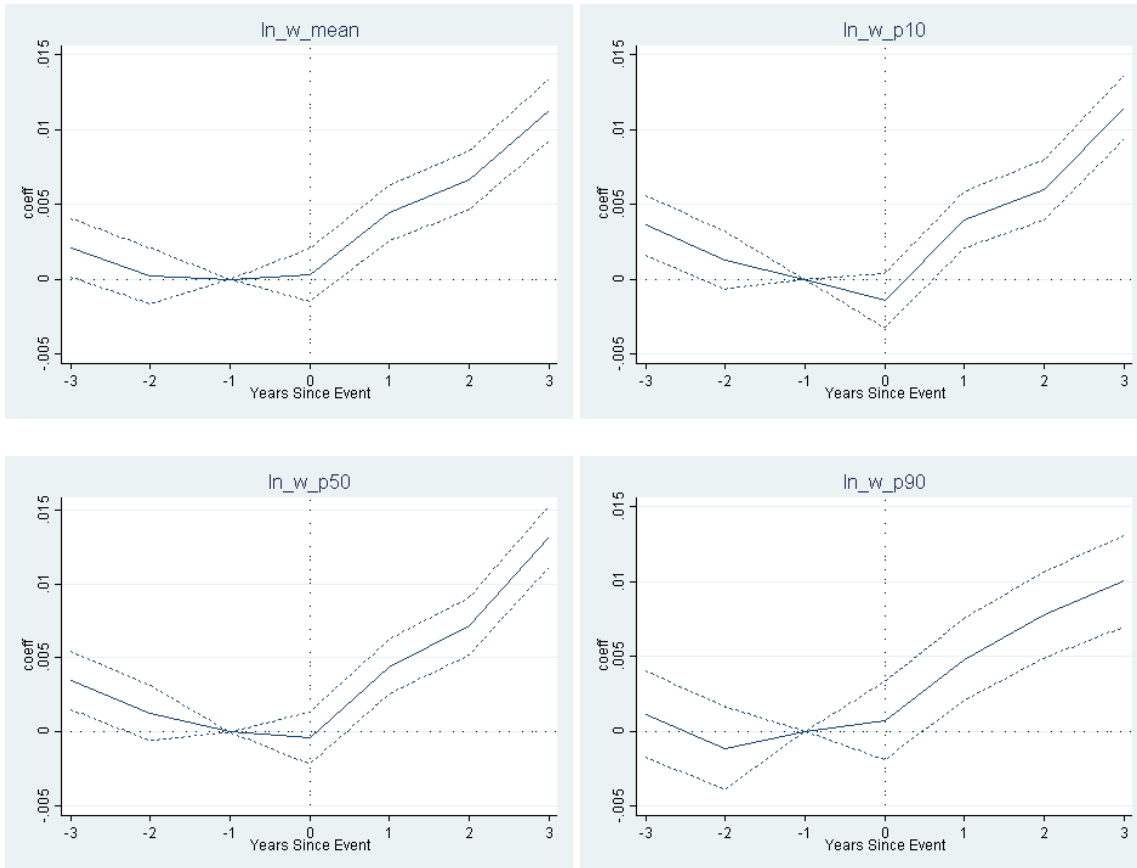 ln_w_mean
.015
.01
.005
0
-.005
coeff
-3 -2 -1 0 1 2 3
Years Since Event
ln_w_p10
.015
.01
.005
0
-.005
coeff
-3 -2 -1 0 1 2 3
Years Since Event
ln_w_p50
.015
.01
.005
0
-.005
coeff
-3 -2 -1 0 1 2 3
Years Since Event
ln_w_p90
.015
.01
.005
0
-.005
coeff
-3 -2 -1 0 1 2 3
Years Since Event